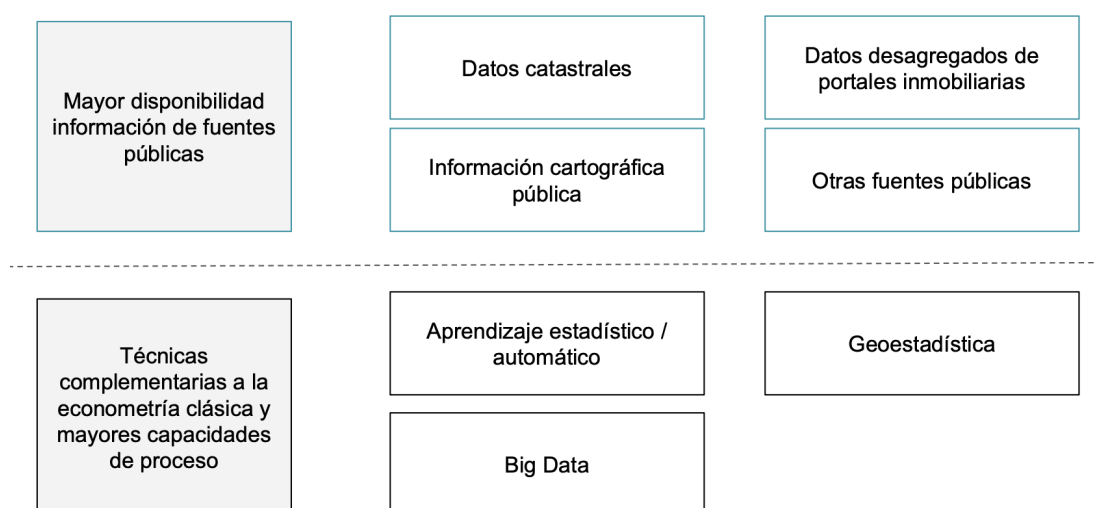 Mayor disponibilidad
información de fuentes
públicas
Datos catastrales
Datos desagregados de
portales inmobiliarias
Información cartográfica
pública
Otras fuentes públicas
Técnicas
complementarias a la
econometría clásica y
mayores capacidades
de proceso
Aprendizaje estadístico /
automático
Geoestadística
Big Data